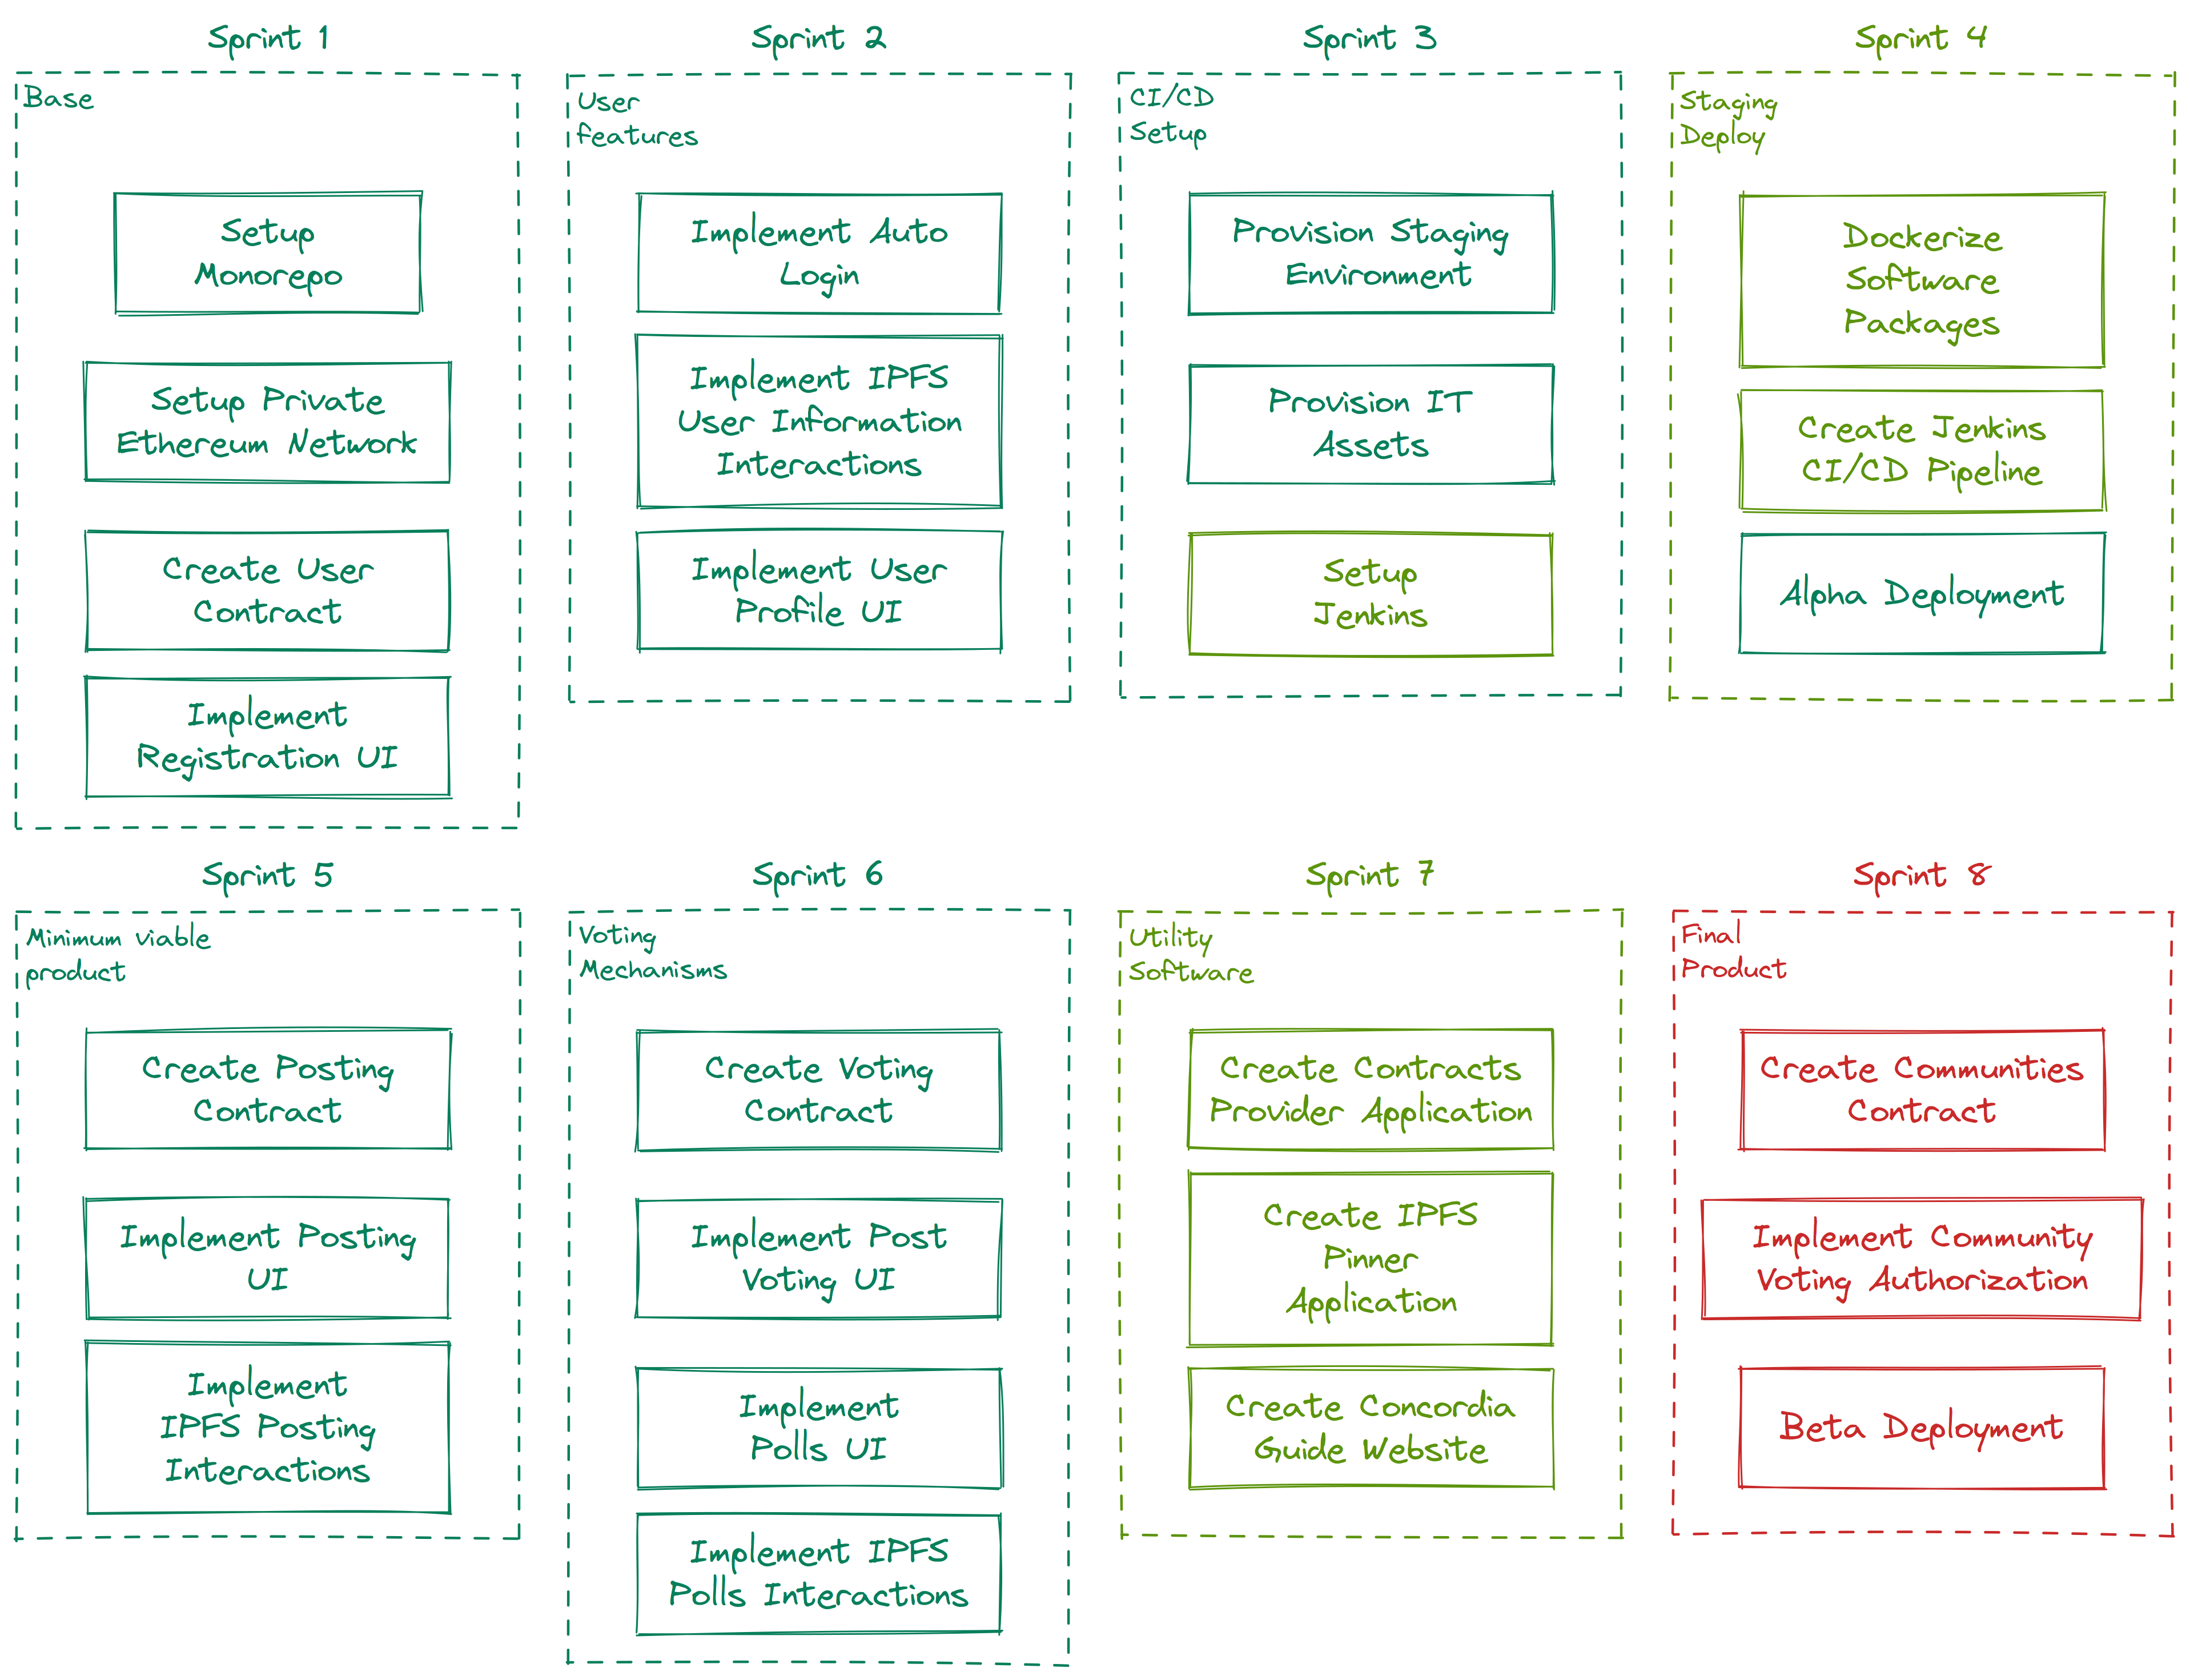 Sprint 1
Base
Setup
Monorepo
Setup Private
Ethereum Network
Create User
Contract
Implement
Registration UI
Sprint 2
User
features
Implement Auto
Login
Implement IPFS
User Information
Interactions
Implement User
Profile UI
Sprint 3
CI/CD
Setup
Provision Staging
Environment
Provision IT
Assets
Setup
Jenkins
Sprint 4
Staging
Deploy
Dockerize
Software
Packages
Create Jenkins
CI/CD Pipeline
Alpha Deployment
Sprint 5
Minimum viable
product
Create Posting
Contract
Implement Posting
UI
Implement
IPFS Posting
Interactions
Sprint 6
Voting
Mechanisms
Create Voting
Contract
Implement Post
Voting UI
Implement
Polls UI
Implement IPFS
Polls Interactions
Sprint 7
Utility
Software
Create Contracts
Provider Application
Create IPFS
Pinner
Application
Create Concordia
Guide Website
Sprint 8
Final
Product
Create Communities
Contract
Implement Community
Voting Authorization
Beta Deployment